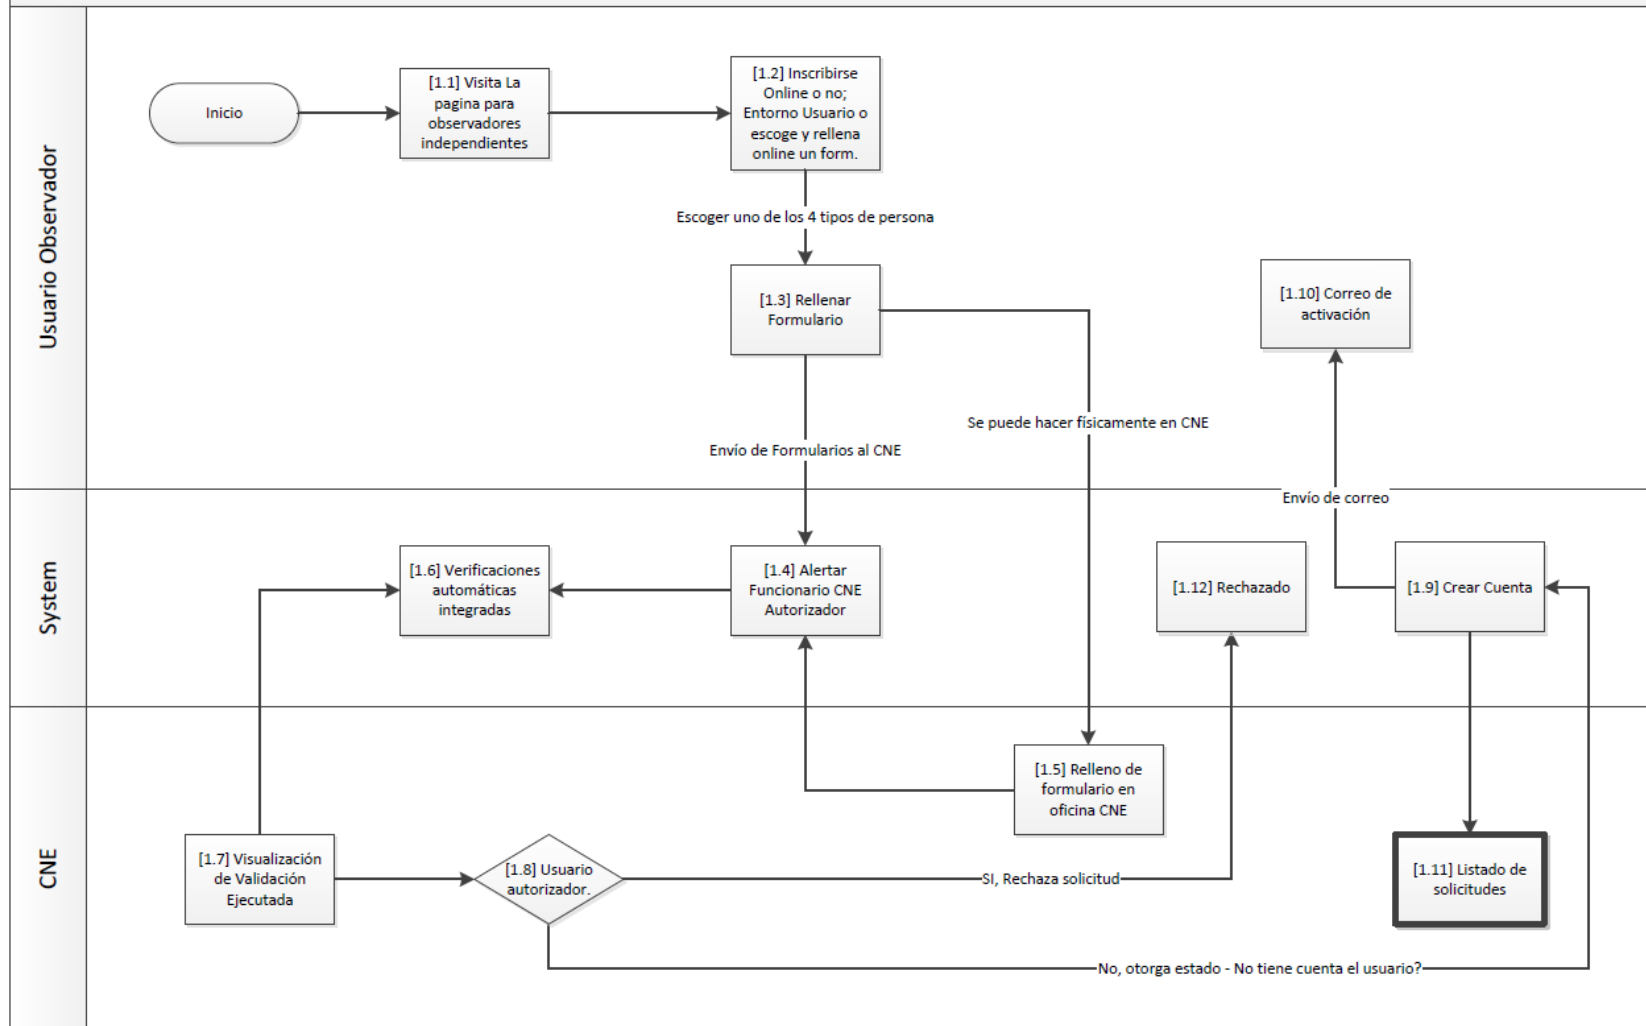 Usuario Observador
Inicio
[1.1] Visita La
pagina para
observadores
independientes
[1.2] Inscribirse
Online o no;
Entorno Usuario o
escoge y rellena
online un form.
Escoger uno de los 4 tipos de persona
[1.3] Rellenar
Formulario
[1.10] Correo de
activación
Se puede hacer físicamente en CNE
Envío de Formularios al CNE
Envío de correo
System
[1.6] Verificaciones
automáticas
integradas
[1.4] Alertar
Funcionario CNE
Autorizador
[1.12] Rechazado
[1.9] Crear Cuenta
CNE
[1.5] Relleno de
formulario en
oficina CNE
[1.7] Visualización
de Validación
Ejecutada
[1.8] Usuario
autorizador.
SI, Rechaza solicitud
[1.11] Listado de
solicitudes
No, otorga estado - No tiene cuenta el usuario?